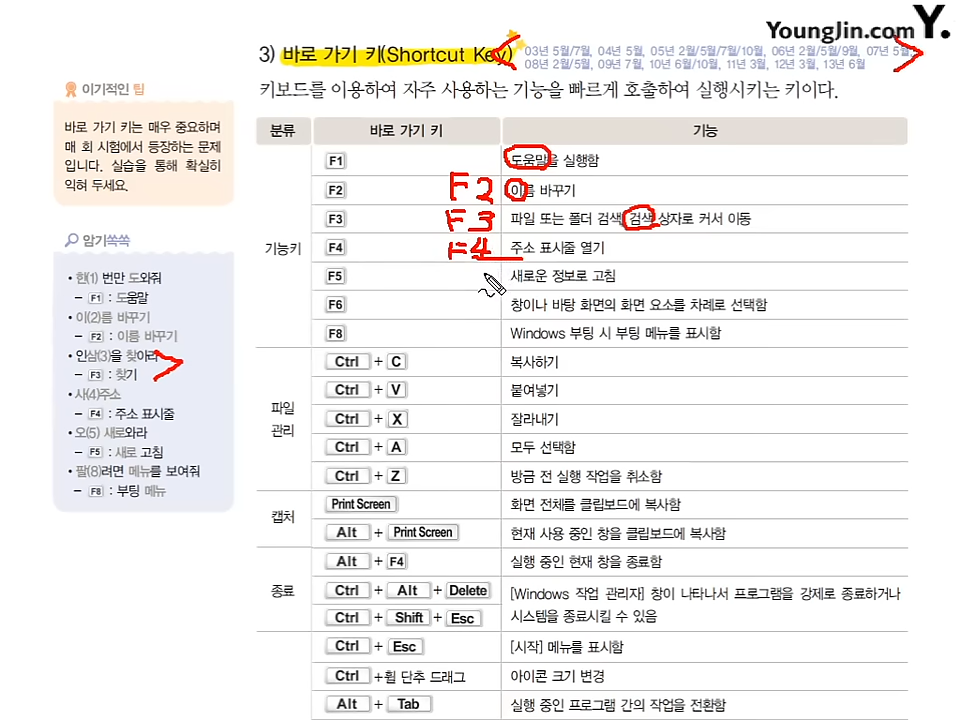 YoungJin.com Y.
3) 바로 가기 키(Shortcut Key)
03년 5월/7월, 04년 5월, 05년 2월/5월/7월/10월, 06년 2월/5월/9월, 07년 5월,
08년 2월/5월, 09년 7월, 10년 6월/10월, 11년 3월, 12년 3월, 13년 6월
키보드를 이용하여 자주 사용하는 기능을 빠르게 호출하여 실행시키는 키이다.
이기적인 팁
바로 가기 키는 매우 중요하며
매 회 시험에서 등장하는 문제
입니다. 실습을 통해 확실히
익혀 두세요.
암기쏙쏙
• 한(1) 번만 도와줘
– F1 : 도움말
• 이(2)름 바꾸기
– F2 : 이름 바꾸기
• 인삼(3)을 찾아라
– F3 : 찾기
• 사(4)주소
– F4 : 주소 표시줄
• 오(5) 새로와라
– F5 : 새로 고침
• 팔(8)려면 메뉴를 보여줘
– F8 : 부팅 메뉴
분류 바로 가기 키 기능
기능키
F1 도움말을 실행함
F2 F2 이름 바꾸기
F3 F3 파일 또는 폴더 검색, 검색 상자로 커서 이동
F4 F4 주소 표시줄 열기
F5 새로운 정보로 고침
F6 창이나 바탕 화면의 화면 요소를 차례로 선택함
F8 Windows 부팅 시 부팅 메뉴를 표시함
파일
관리
Ctrl + C 복사하기
Ctrl + V 붙여넣기
Ctrl + X 잘라내기
Ctrl + A 모두 선택함
Ctrl + Z 방금 전 실행 작업을 취소함
캡처
Print Screen 화면 전체를 클립보드에 복사함
Alt + Print Screen 현재 사용 중인 창을 클립보드에 복사함
종료
Alt + F4 실행 중인 현재 창을 종료함
Ctrl + Alt + Delete [Windows 작업 관리자] 창이 나타나서 프로그램을 강제로 종료하거나
Ctrl + Shift + Esc 시스템을 종료시킬 수 있음
Ctrl + Esc [시작] 메뉴를 표시함
Ctrl +휠 단추 드래그 아이콘 크기 변경
Alt + Tab 실행 중인 프로그램 간의 작업을 전환함